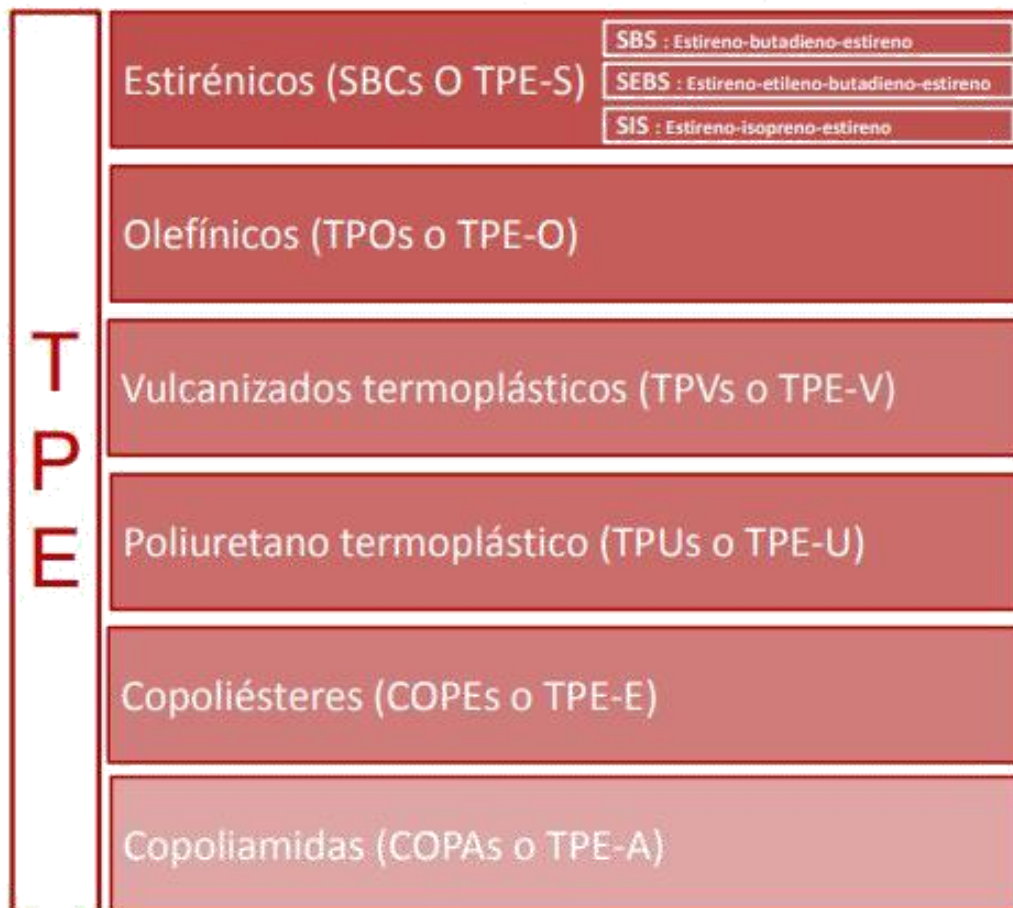 T
P
E
Estirénicos (SBCs O TPE-S)
SBS : Estireno-butadieno-estireno
SEBS : Estireno-etileno-butadieno-estireno
SIS : Estireno-isopreno-estireno
Olefínicos (TPOs o TPE-O)
Vulcanizados termoplásticos (TPVs o TPE-V)
Poliuretano termoplástico (TPUs o TPE-U)
Copoliésteres (COPEs o TPE-E)
Copoliamidas (COPAs o TPE-A)